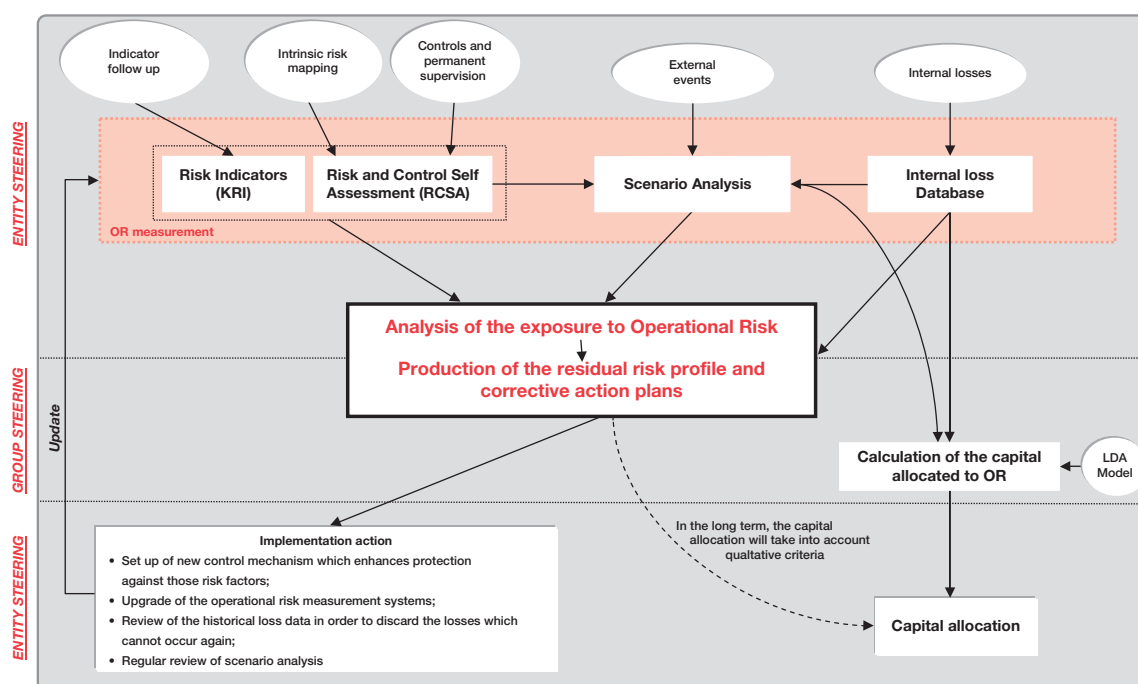 Indicator
follow up
Intrinsic risk
mapping
Controls and
permanent
supervision
External
events
Internal losses
ENTITY STEERING
Risk Indicators
(KRI)
Risk and Control Self
Assessment (RCSA)
Scenario Analysis
Internal loss
Database
OR measurement
Analysis of the exposure to Operational Risk
Production of the residual risk profile and
corrective action plans
GROUP STEERING
Update
Calculation of the capital
allocated to OR
LDA
Model
ENTITY STEERING
Implementation action
• Set up of new control mechanism which enhances protection
against those risk factors;
• Upgrade of the operational risk measurement systems;
• Review of the historical loss data in order to discard the losses which
cannot occur again;
• Regular review of scenario analysis
In the long term, the capital
allocation will take into account
qualtative criteria
Capital allocation